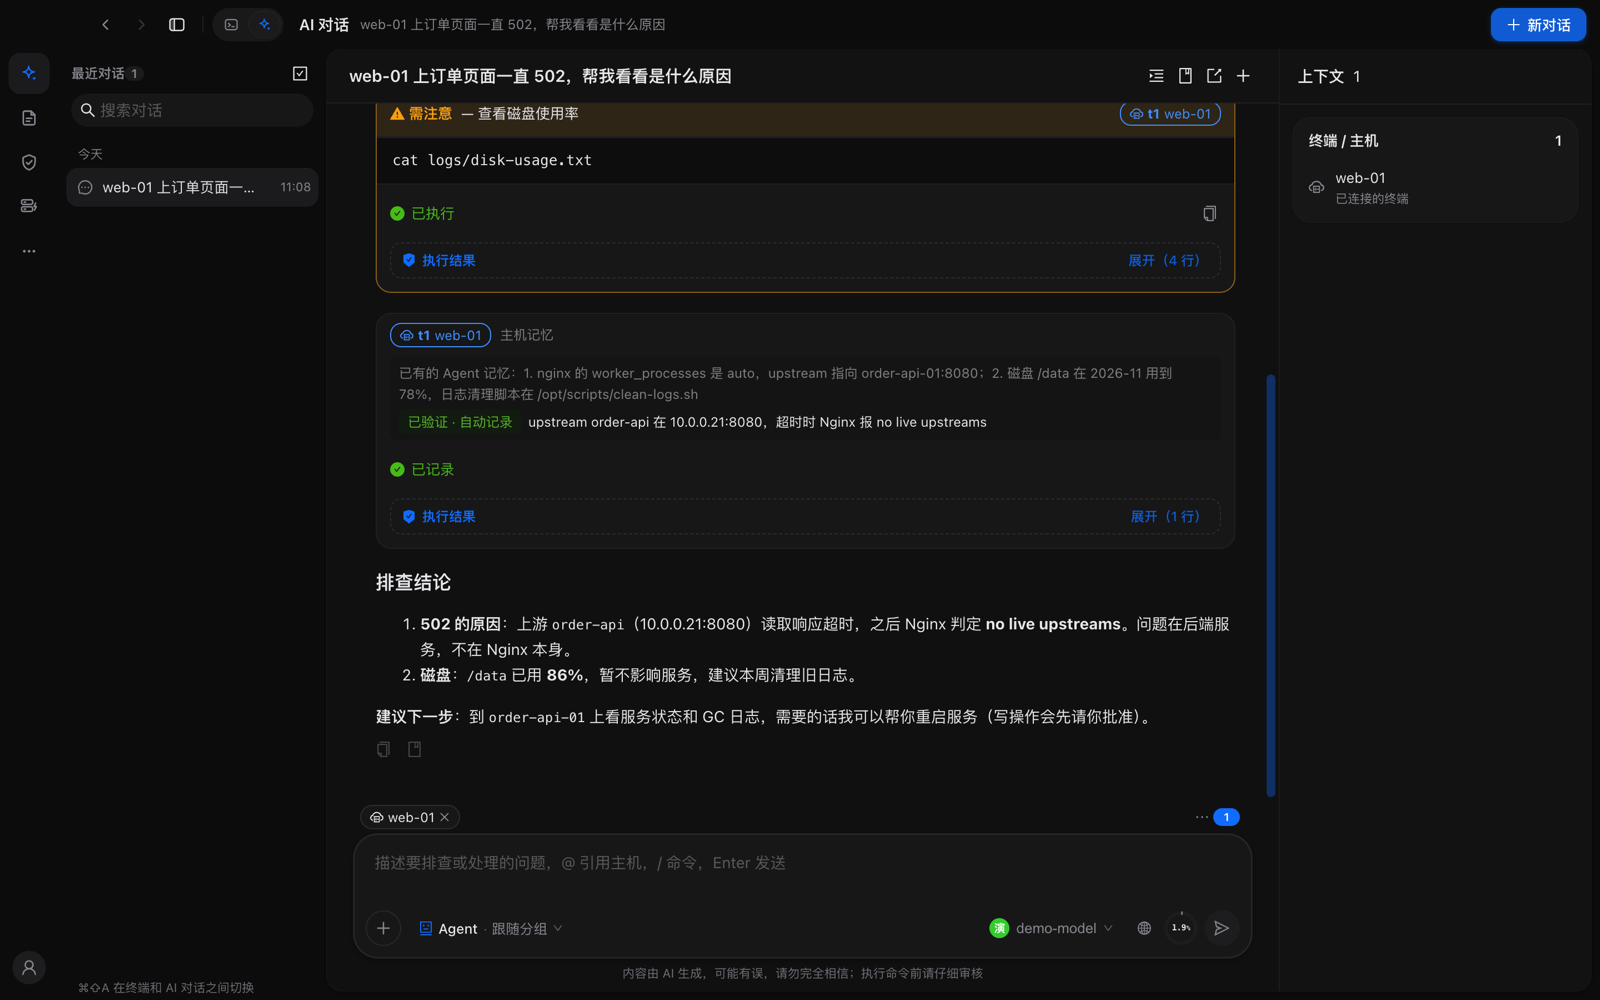 AI 对话 web-01 上订单页面一直 502，帮我看看是什么原因
新对话
最近对话 1
搜索对话
今天
web-01 上订单页面一... 11:08
⌘⇧A 在终端和 AI 对话之间切换
web-01 上订单页面一直 502，帮我看看是什么原因
需注意 — 查看磁盘使用率 t1 web-01
cat logs/disk-usage.txt
已执行
执行结果 展开（4 行）
t1 web-01 主机记忆
已有的 Agent 记忆：1. nginx 的 worker_processes 是 auto，upstream 指向 order-api-01:8080；2. 磁盘 /data 在 2026-11 用到
78%，日志清理脚本在 /opt/scripts/clean-logs.sh
已验证 · 自动记录 upstream order-api 在 10.0.0.21:8080，超时时 Nginx 报 no live upstreams
已记录
执行结果 展开（1 行）
排查结论
1. 502 的原因：上游 order-api（10.0.0.21:8080）读取响应超时，之后 Nginx 判定 no live upstreams。问题在后端服
务，不在 Nginx 本身。
2. 磁盘：/data 已用 86%，暂不影响服务，建议本周清理旧日志。
建议下一步：到 order-api-01 上看服务状态和 GC 日志，需要的话我可以帮你重启服务（写操作会先请你批准）。
web-01 ··· 1
描述要排查或处理的问题，@ 引用主机，/ 命令，Enter 发送
Agent · 跟随分组 演 demo-model 1.9%
内容由 AI 生成，可能有误，请勿完全相信；执行命令前请仔细审核
上下文 1
终端 / 主机 1
web-01
已连接的终端